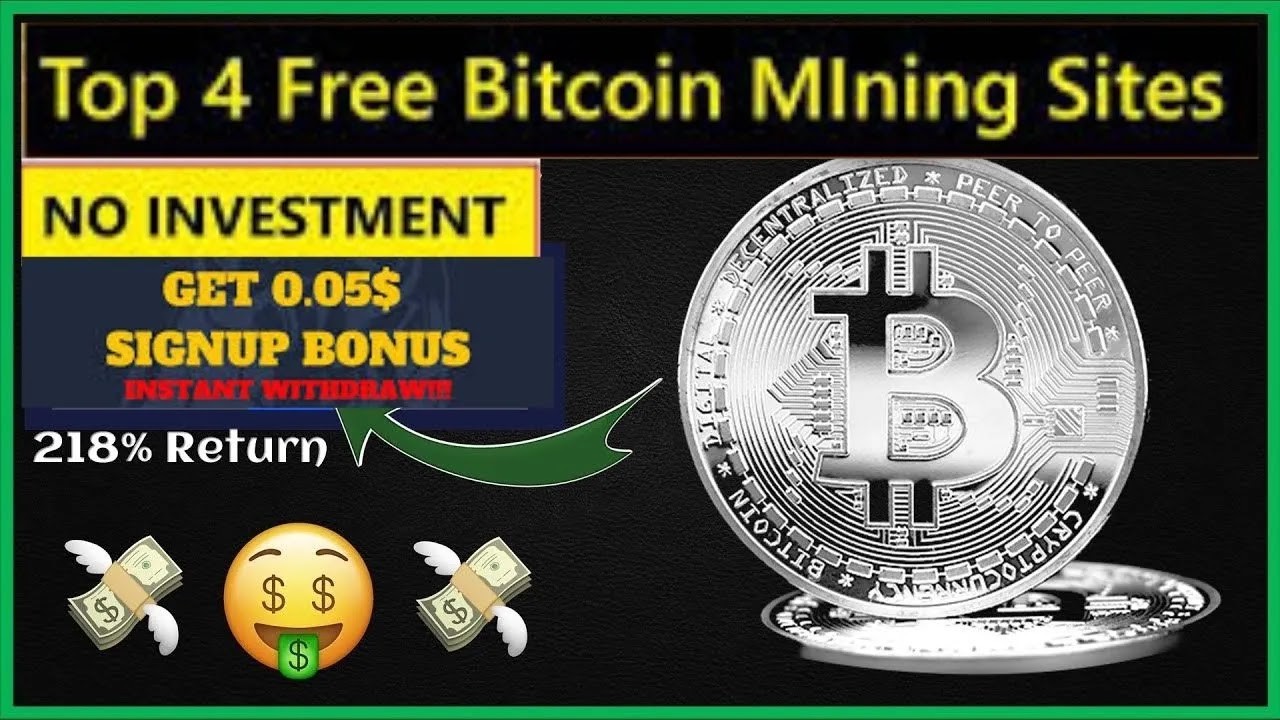 Top 4 Free Bitcoin MIning Sites
NO INVESTMENT
GET 0.05$
SIGNUP BONUS
INSTANT WITHDRAW!!!
218% Return
DIGITAL * DECENTRALIZED * PEER TO PEER *
* BITCOIN * CRYPTOCURRENCY *